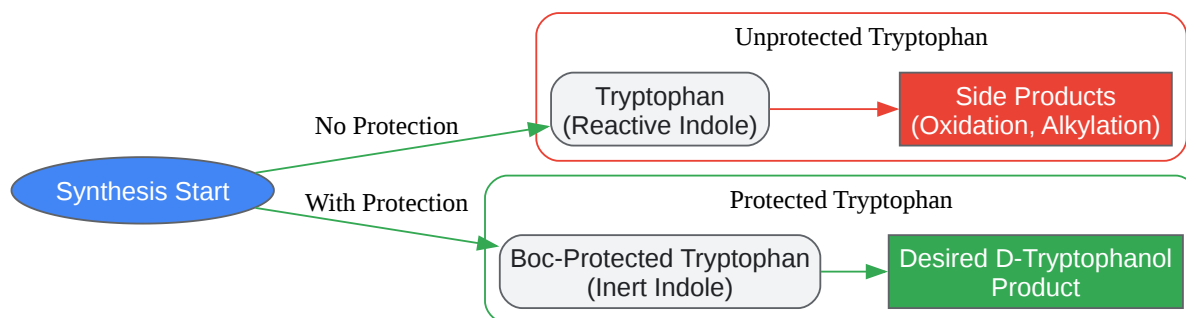 Unprotected Tryptophan
Tryptophan
(Reactive Indole)
Side Products
(Oxidation, Alkylation)
No Protection
Synthesis Start
With Protection
Protected Tryptophan
Boc-Protected Tryptophan
(Inert Indole)
Desired D-Tryptophanol
Product